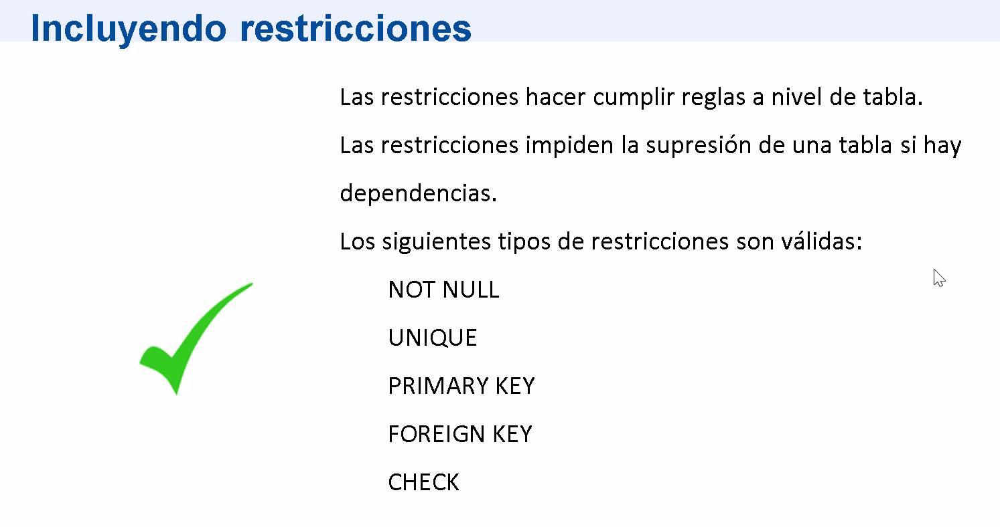 Incluyendo restricciones
Las restricciones hacer cumplir reglas a nivel de tabla.
Las restricciones impiden la supresión de una tabla si hay
dependencias.
Los siguientes tipos de restricciones son válidas:
NOT NULL
UNIQUE
PRIMARY KEY
FOREIGN KEY
CHECK